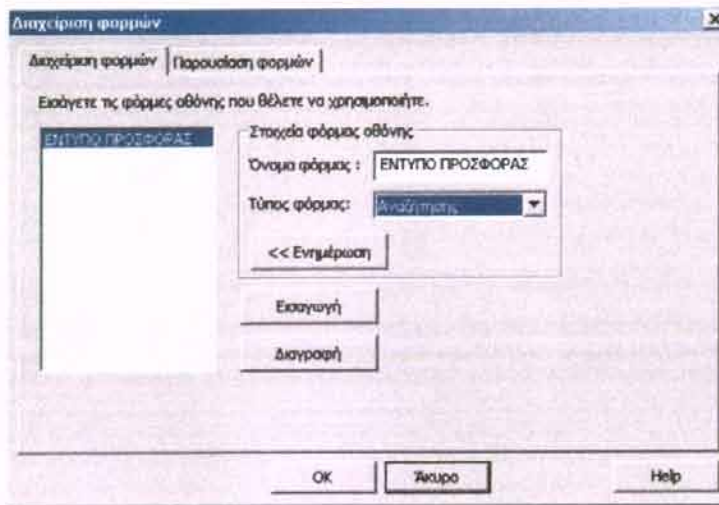 Διαχείριση φορμών
Διαχείριση φορμών
Παρουσίαση φορμών
Εισάγετε τις φόρμες οθόνης που θέλετε να χρησιμοποιήτε.
ΕΝΤΥΠΟ ΠΡΟΣΦΟΡΑΣ
Στοιχεία φόρμας οθόνης
Όνομα φόρμας : ΕΝΤΥΠΟ ΠΡΟΣΦΟΡΑΣ
Τύπος φόρμας: Αναζήτησης
<< Ενημέρωση
Εισαγωγή
Διαγραφή
OK
Άκυρο
Help